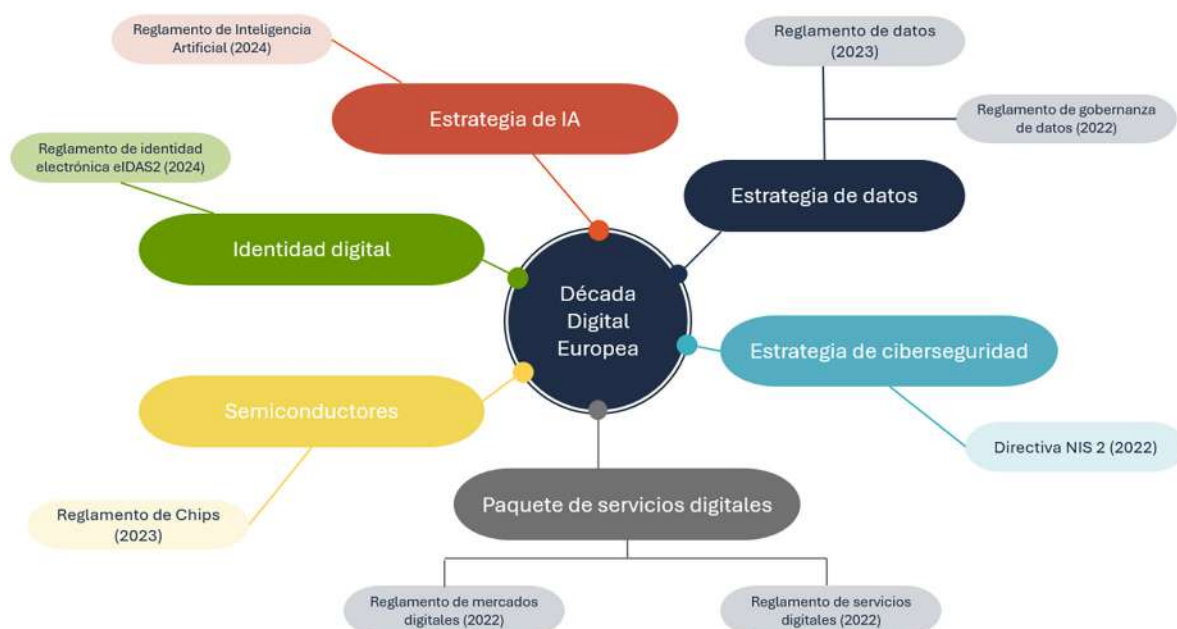 Reglamento de Inteligencia
Artificial (2024)
Reglamento de datos
(2023)
Estrategia de IA
Reglamento de gobernanza
de datos (2022)
Reglamento de identidad
electrónica eIDAS2 (2024)
Estrategia de datos
Identidad digital
Década
Digital
Europea
Estrategia de ciberseguridad
Semiconductores
Directiva NIS 2 (2022)
Paquete de servicios digitales
Reglamento de Chips
(2023)
Reglamento de mercados
digitales (2022)
Reglamento de servicios
digitales (2022)